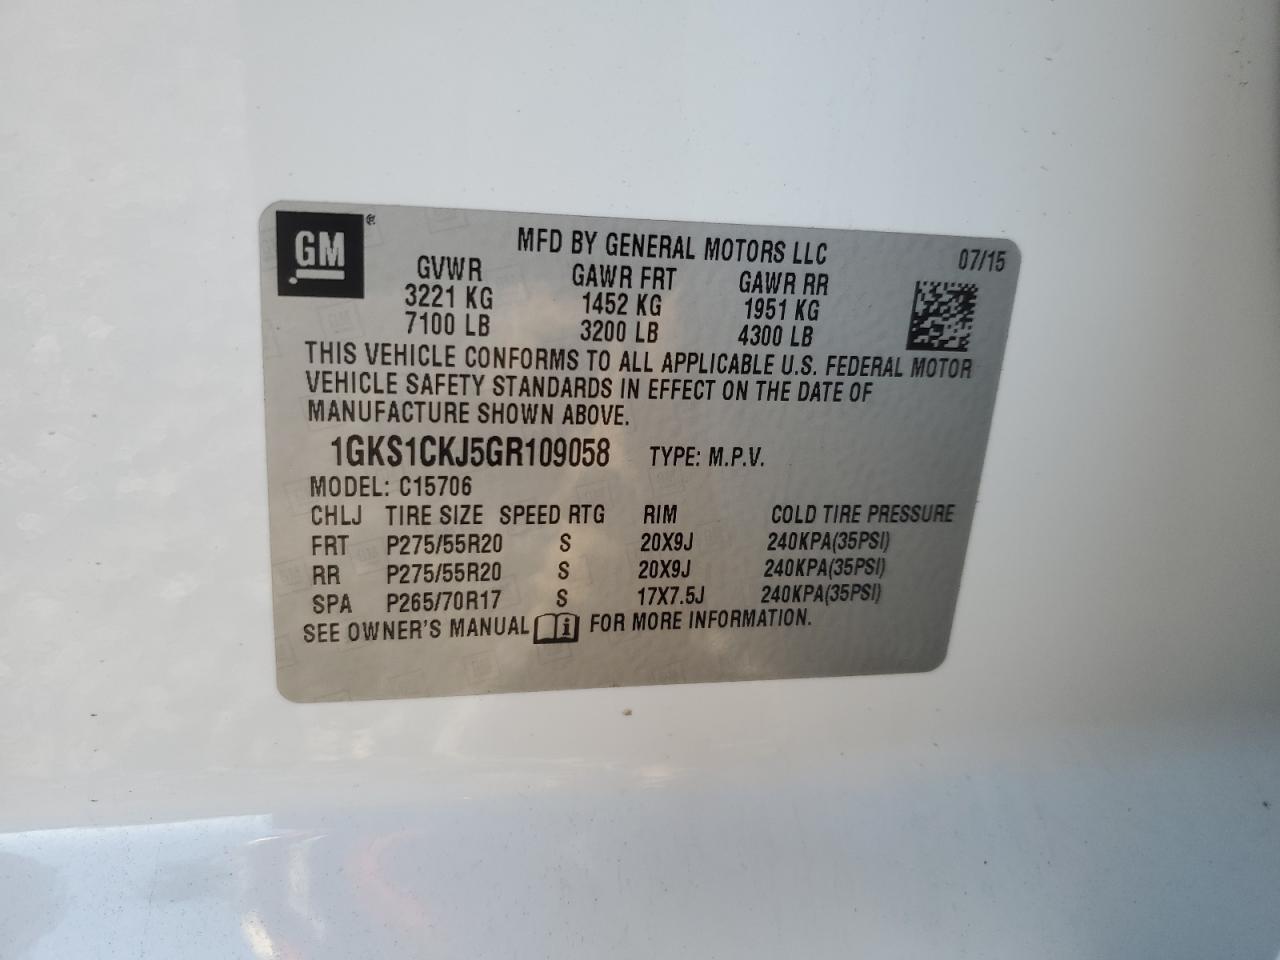 GM ®
MFD BY GENERAL MOTORS LLC 07/15
GVWR GAWR FRT GAWR RR
3221 KG 1452 KG 1951 KG
7100 LB 3200 LB 4300 LB
THIS VEHICLE CONFORMS TO ALL APPLICABLE U.S. FEDERAL MOTOR
VEHICLE SAFETY STANDARDS IN EFFECT ON THE DATE OF
MANUFACTURE SHOWN ABOVE.
1GKS1CKJ5GR109058 TYPE: M.P.V.
MODEL: C15706
CHLJ TIRE SIZE SPEED RTG RIM COLD TIRE PRESSURE
FRT P275/55R20 S 20X9J 240KPA(35PSI)
RR P275/55R20 S 20X9J 240KPA(35PSI)
SPA P265/70R17 S 17X7.5J 240KPA(35PSI)
SEE OWNER'S MANUAL i FOR MORE INFORMATION.